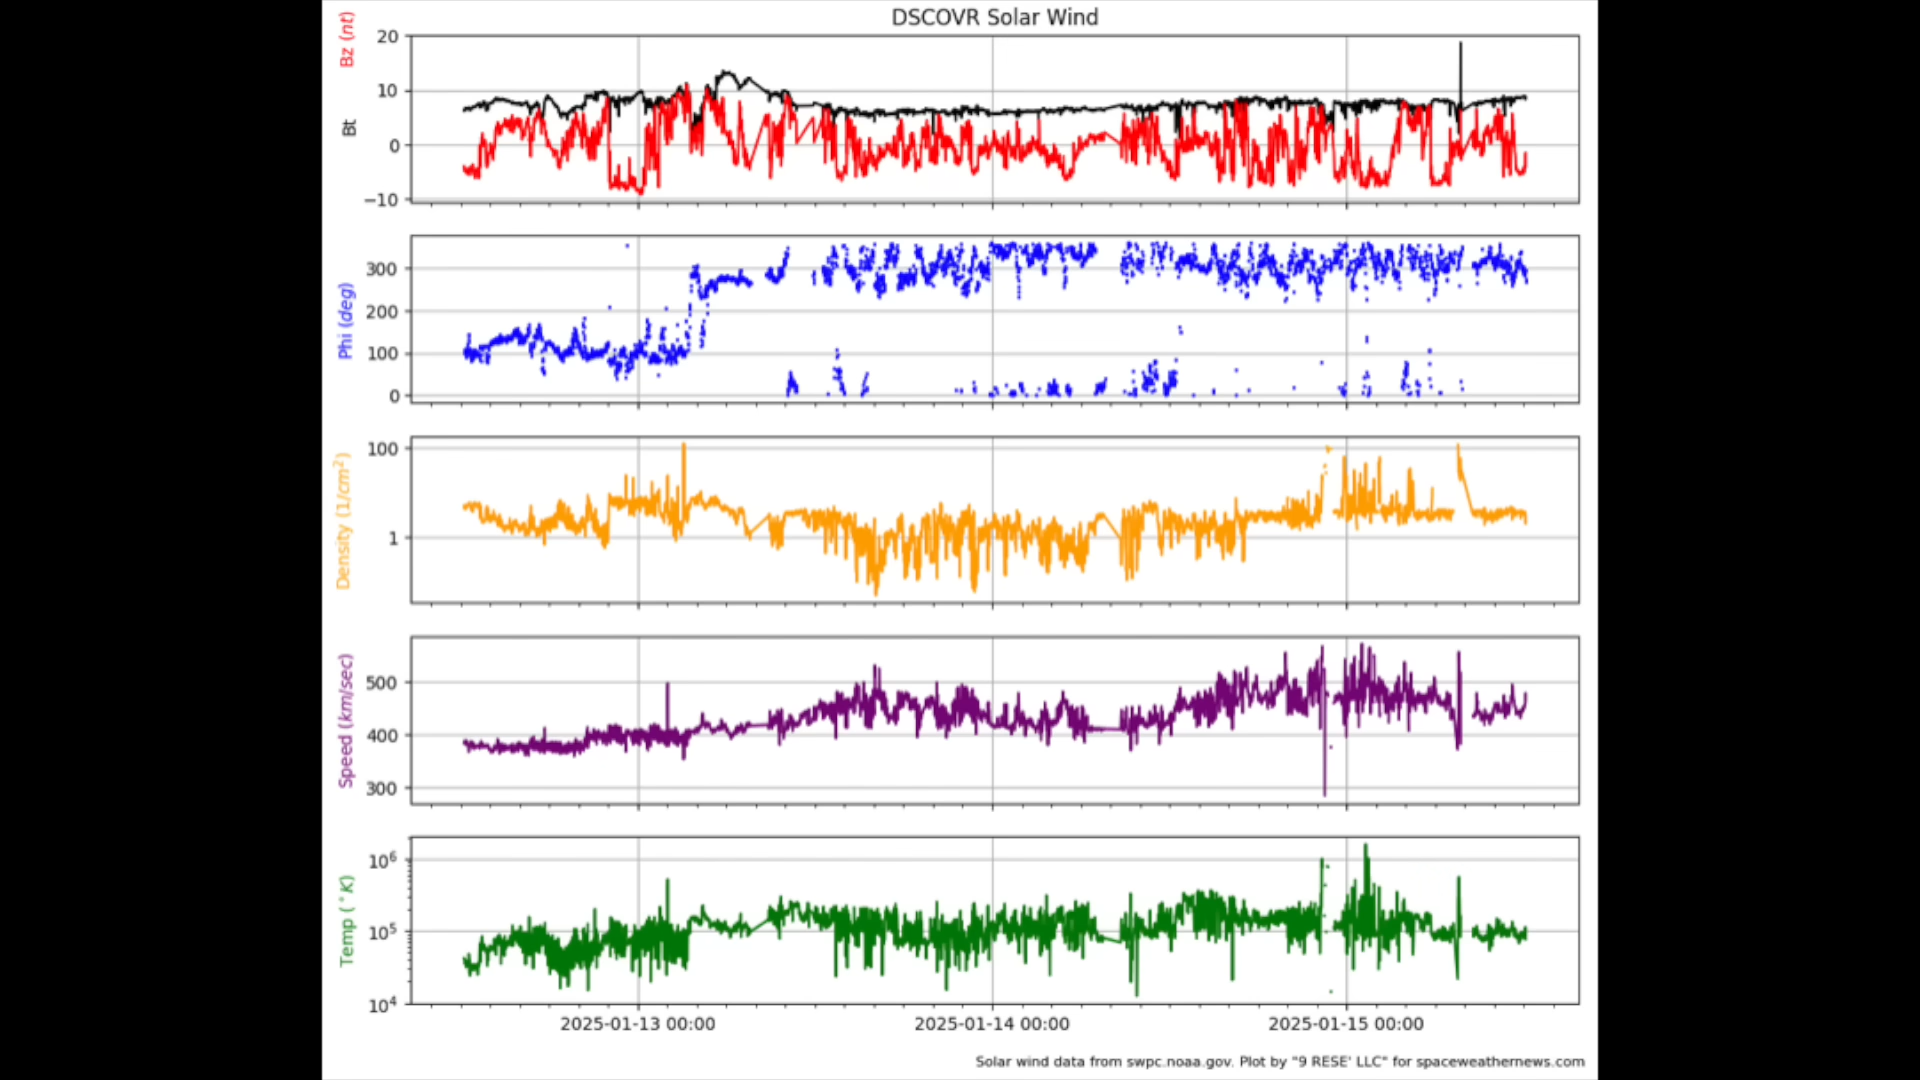 DSCOVR Solar Wind
Bz (nt)
Bt
20
10
0
−10
Phi (deg)
300
200
100
0
Density (1/cm²)
100
1
Speed (km/sec)
500
400
300
Temp (°K)
10⁶
10⁵
10⁴
2025-01-13 00:00
2025-01-14 00:00
2025-01-15 00:00
Solar wind data from swpc.noaa.gov. Plot by "9 RESE' LLC" for spaceweathernews.com